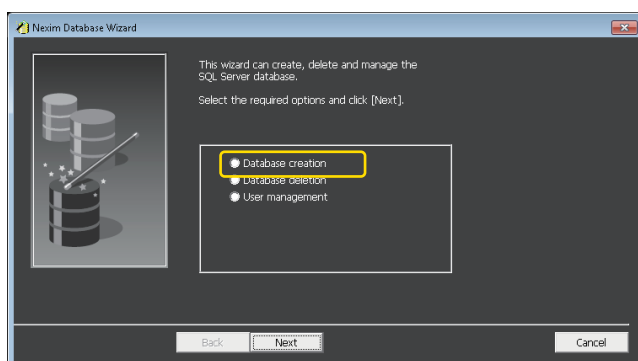 Nexim Database Wizard
This wizard can create, delete and manage the
SQL Server database.
Select the required options and click [Next].
Database creation
Database deletion
User management
Back
Next
Cancel